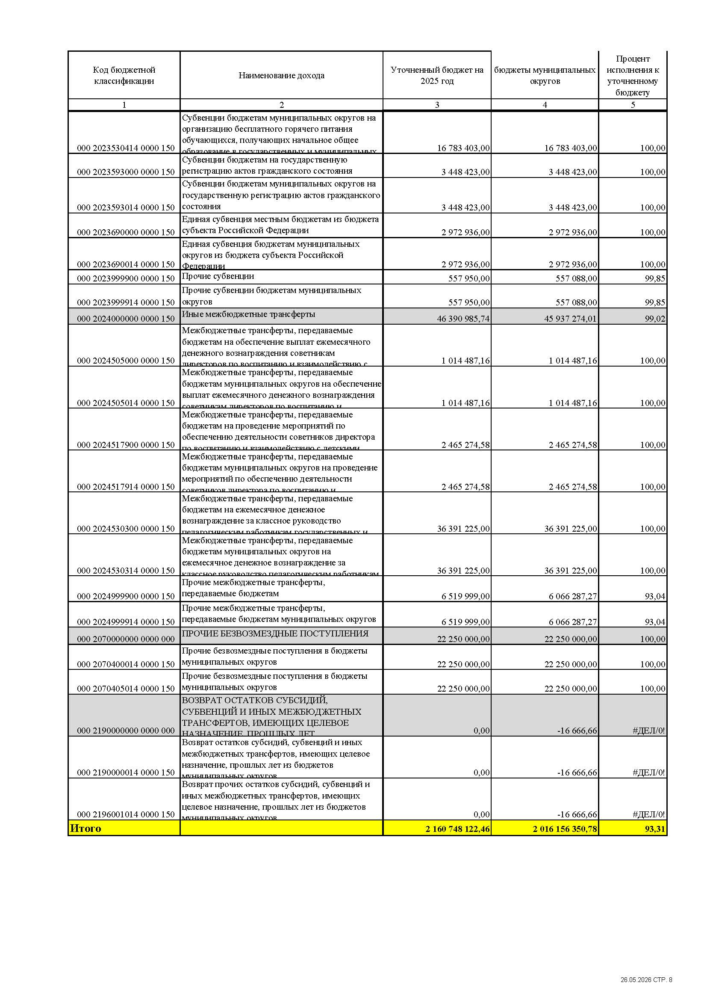 Код бюджетной
классификации
Наименование дохода
Уточненный бюджет на
2025 год
бюджеты муниципальных
округов
Процент
исполнения к
уточненному
бюджету
1 2 3 4 5
Субвенции бюджетам муниципальных округов на
организацию бесплатного горячего питания
обучающихся, получающих начальное общее
образование в государственных и муниципальных
000 2023530414 0000 150 16 783 403,00 16 783 403,00 100,00
Субвенции бюджетам на государственную
регистрацию актов гражданского состояния
000 2023593000 0000 150 3 448 423,00 3 448 423,00 100,00
Субвенции бюджетам муниципальных округов на
государственную регистрацию актов гражданского
состояния
000 2023593014 0000 150 3 448 423,00 3 448 423,00 100,00
Единая субвенция местным бюджетам из бюджета
субъекта Российской Федерации
000 2023690000 0000 150 2 972 936,00 2 972 936,00 100,00
Единая субвенция бюджетам муниципальных
округов из бюджета субъекта Российской
Федерации
000 2023690014 0000 150 2 972 936,00 2 972 936,00 100,00
000 2023999900 0000 150 Прочие субвенции 557 950,00 557 088,00 99,85
Прочие субвенции бюджетам муниципальных
округов
000 2023999914 0000 150 557 950,00 557 088,00 99,85
000 2024000000 0000 150 Иные межбюджетные трансферты 46 390 985,74 45 937 274,01 99,02
Межбюджетные трансферты, передаваемые
бюджетам на обеспечение выплат ежемесячного
денежного вознаграждения советникам
директоров по воспитанию и взаимодействию с
000 2024505000 0000 150 1 014 487,16 1 014 487,16 100,00
Межбюджетные трансферты, передаваемые
бюджетам муниципальных округов на обеспечение
выплат ежемесячного денежного вознаграждения
советникам директоров по воспитанию и
000 2024505014 0000 150 1 014 487,16 1 014 487,16 100,00
Межбюджетные трансферты, передаваемые
бюджетам на проведение мероприятий по
обеспечению деятельности советников директора
по воспитанию и взаимодействию с детскими
000 2024517900 0000 150 2 465 274,58 2 465 274,58 100,00
Межбюджетные трансферты, передаваемые
бюджетам муниципальных округов на проведение
мероприятий по обеспечению деятельности
советников директора по воспитанию и
000 2024517914 0000 150 2 465 274,58 2 465 274,58 100,00
Межбюджетные трансферты, передаваемые
бюджетам на ежемесячное денежное
вознаграждение за классное руководство
педагогическим работникам государственных и
000 2024530300 0000 150 36 391 225,00 36 391 225,00 100,00
Межбюджетные трансферты, передаваемые
бюджетам муниципальных округов на
ежемесячное денежное вознаграждение за
классное руководство педагогическим работникам
000 2024530314 0000 150 36 391 225,00 36 391 225,00 100,00
Прочие межбюджетные трансферты,
передаваемые бюджетам
000 2024999900 0000 150 6 519 999,00 6 066 287,27 93,04
Прочие межбюджетные трансферты,
передаваемые бюджетам муниципальных округов
000 2024999914 0000 150 6 519 999,00 6 066 287,27 93,04
000 2070000000 0000 000 ПРОЧИЕ БЕЗВОЗМЕЗДНЫЕ ПОСТУПЛЕНИЯ 22 250 000,00 22 250 000,00 100,00
Прочие безвозмездные поступления в бюджеты
муниципальных округов
000 2070400014 0000 150 22 250 000,00 22 250 000,00 100,00
Прочие безвозмездные поступления в бюджеты
муниципальных округов
000 2070405014 0000 150 22 250 000,00 22 250 000,00 100,00
ВОЗВРАТ ОСТАТКОВ СУБСИДИЙ,
СУБВЕНЦИЙ И ИНЫХ МЕЖБЮДЖЕТНЫХ
ТРАНСФЕРТОВ, ИМЕЮЩИХ ЦЕЛЕВОЕ
НАЗНАЧЕНИЕ, ПРОШЛЫХ ЛЕТ
000 2190000000 0000 000 0,00 -16 666,66 #ДЕЛ/0!
Возврат остатков субсидий, субвенций и иных
межбюджетных трансфертов, имеющих целевое
назначение, прошлых лет из бюджетов
муниципальных округов
000 2190000014 0000 150 0,00 -16 666,66 #ДЕЛ/0!
Возврат прочих остатков субсидий, субвенций и
иных межбюджетных трансфертов, имеющих
целевое назначение, прошлых лет из бюджетов
муниципальных округов
000 2196001014 0000 150 0,00 -16 666,66 #ДЕЛ/0!
Итого 2 160 748 122,46 2 016 156 350,78 93,31
26.05.2026 СТР. 8